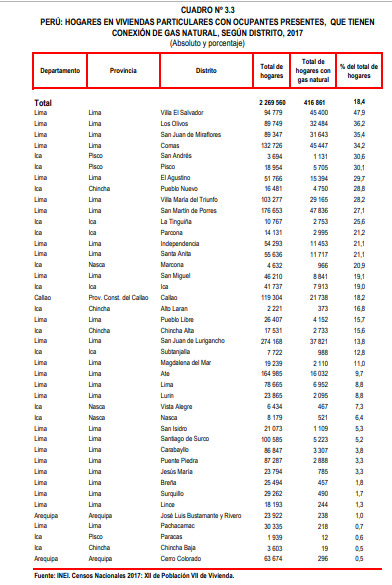 CUADRO Nº 3.3
PERÚ: HOGARES EN VIVIENDAS PARTICULARES CON OCUPANTES PRESENTES, QUE TIENEN
CONEXIÓN DE GAS NATURAL, SEGÚN DISTRITO, 2017
(Absoluto y porcentaje)
Departamento Provincia Distrito Total de hogares Total de hogares con gas natural % del total de hogares
Total 2 269 560 416 861 18,4
Lima Lima Villa El Salvador 94 779 45 400 47,9
Lima Lima Los Olivos 89 749 32 484 36,2
Lima Lima San Juan de Miraflores 89 347 31 643 35,4
Lima Lima Comas 132 726 45 447 34,2
Ica Pisco San Andrés 3 694 1 131 30,6
Ica Pisco Pisco 18 954 5 705 30,1
Lima Lima El Agustino 51 766 15 394 29,7
Ica Chincha Pueblo Nuevo 16 481 4 750 28,8
Lima Lima Villa María del Triunfo 103 277 29 165 28,2
Lima Lima San Martín de Porres 176 653 47 836 27,1
Ica Ica La Tinguiña 10 767 2 753 25,6
Ica Ica Parcona 14 131 2 995 21,2
Lima Lima Independencia 54 293 11 453 21,1
Lima Lima Santa Anita 55 636 11 717 21,1
Ica Nasca Marcona 4 632 966 20,9
Lima Lima San Miguel 46 210 8 841 19,1
Ica Ica Ica 41 737 7 913 19,0
Callao Prov. Const. del Callao Callao 119 304 21 738 18,2
Ica Chincha Alto Laran 2 221 373 16,8
Lima Lima Pueblo Libre 26 407 4 152 15,7
Ica Chincha Chincha Alta 17 531 2 733 15,6
Lima Lima San Juan de Lurigancho 274 168 37 821 13,8
Ica Ica Subtanjalla 7 722 988 12,8
Lima Lima Magdalena del Mar 19 239 2 110 11,0
Lima Lima Ate 164 985 16 032 9,7
Lima Lima Lima 78 665 6 952 8,8
Lima Lima Lurin 23 865 2 095 8,8
Ica Nasca Vista Alegre 6 434 467 7,3
Ica Nasca Nasca 8 179 521 6,4
Lima Lima San Isidro 21 073 1 109 5,3
Lima Lima Santiago de Surco 100 585 5 223 5,2
Lima Lima Carabayllo 86 847 3 307 3,8
Lima Lima Puente Piedra 87 287 2 888 3,3
Lima Lima Jesús María 23 794 785 3,3
Lima Lima Breña 25 494 457 1,8
Lima Lima Surquillo 29 262 490 1,7
Lima Lima Lince 18 193 244 1,3
Arequipa Arequipa José Luis Bustamante y Rivero 23 922 238 1,0
Lima Lima Pachacamac 30 335 218 0,7
Ica Pisco Paracas 1 939 12 0,6
Ica Chincha Chincha Baja 3 603 19 0,5
Arequipa Arequipa Cerro Colorado 63 674 296 0,5
Fuente: INEI. Censos Nacionales 2017: XII de Población VII de Vivienda.